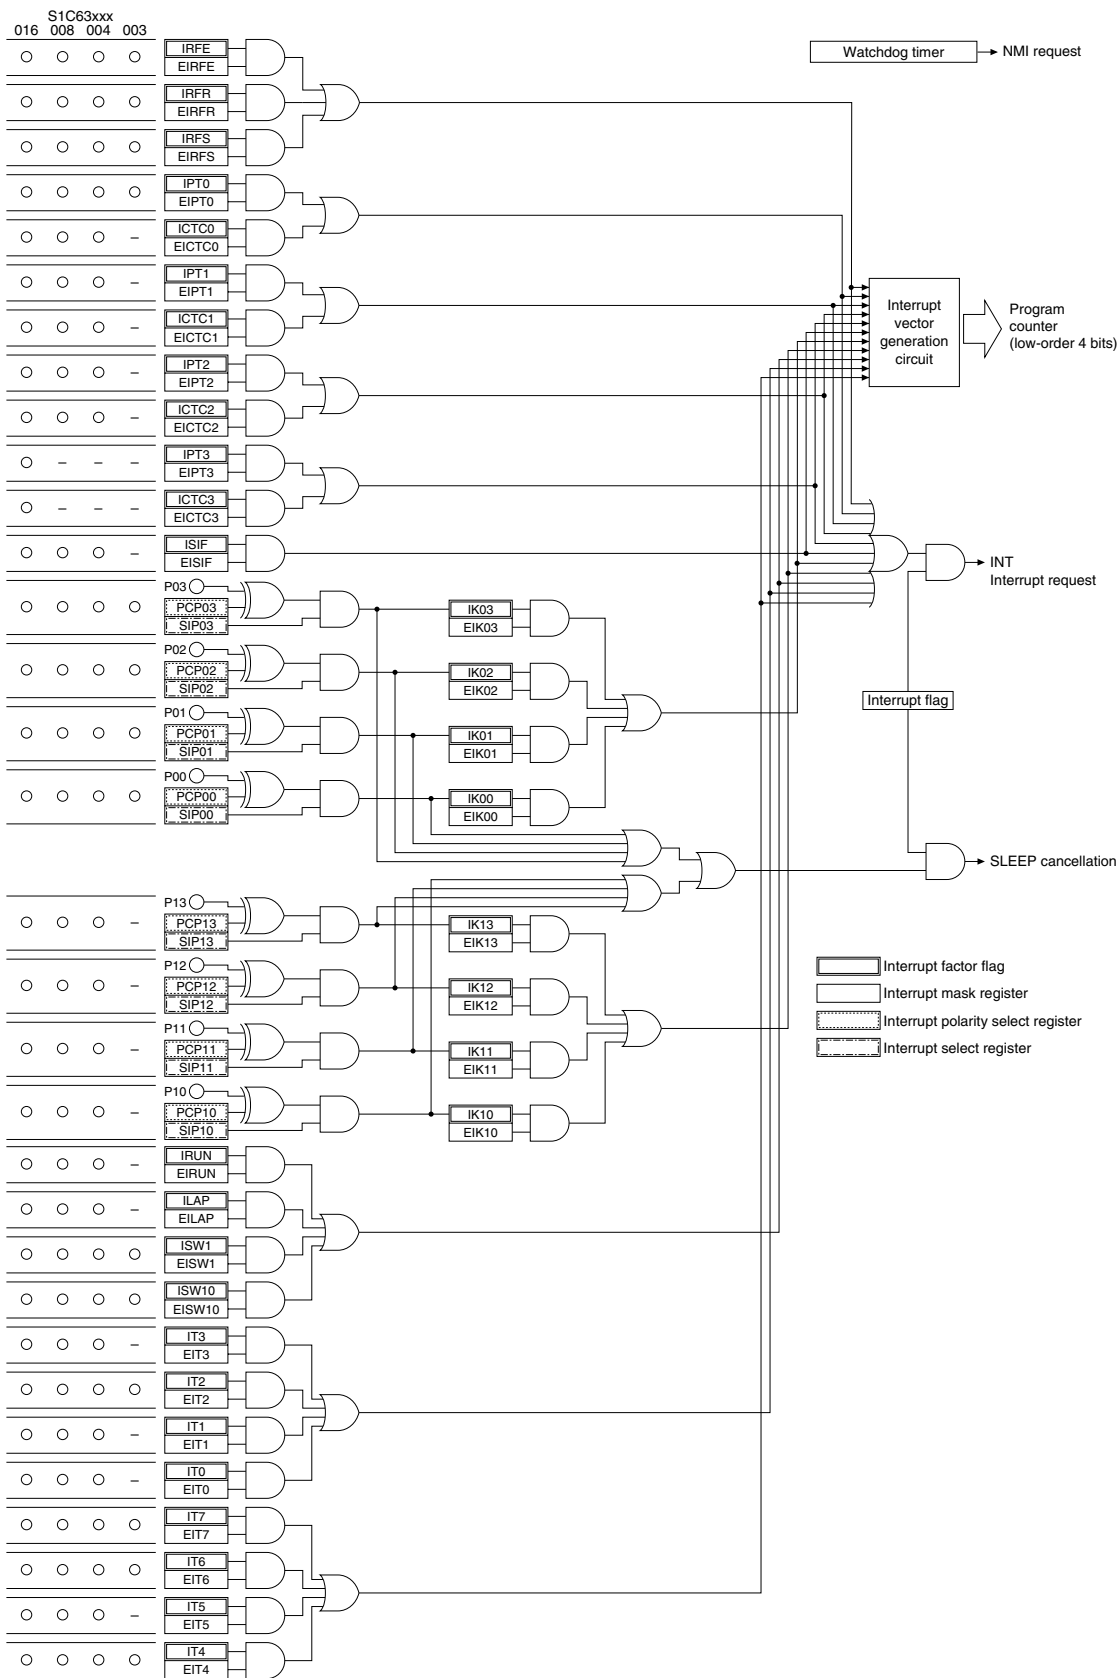 S1C63xxx
016 008 004 003
Watchdog timer
NMI request
IRFE
EIRFE
IRFR
EIRFR
IRFS
EIRFS
IPT0
EIPT0
ICTC0
EICTC0
IPT1
EIPT1
ICTC1
EICTC1
IPT2
EIPT2
ICTC2
EICTC2
IPT3
EIPT3
ICTC3
EICTC3
ISIF
EISIF
Interrupt
vector
generation
circuit
Program
counter
(low-order 4 bits)
INT
Interrupt request
P03
PCP03
SIP03
IK03
EIK03
P02
PCP02
SIP02
IK02
EIK02
P01
PCP01
SIP01
IK01
EIK01
P00
PCP00
SIP00
IK00
EIK00
Interrupt flag
SLEEP cancellation
P13
PCP13
SIP13
IK13
EIK13
P12
PCP12
SIP12
IK12
EIK12
P11
PCP11
SIP11
IK11
EIK11
P10
PCP10
SIP10
IK10
EIK10
Interrupt factor flag
Interrupt mask register
Interrupt polarity select register
Interrupt select register
IRUN
EIRUN
ILAP
EILAP
ISW1
EISW1
ISW10
EISW10
IT3
EIT3
IT2
EIT2
IT1
EIT1
IT0
EIT0
IT7
EIT7
IT6
EIT6
IT5
EIT5
IT4
EIT4